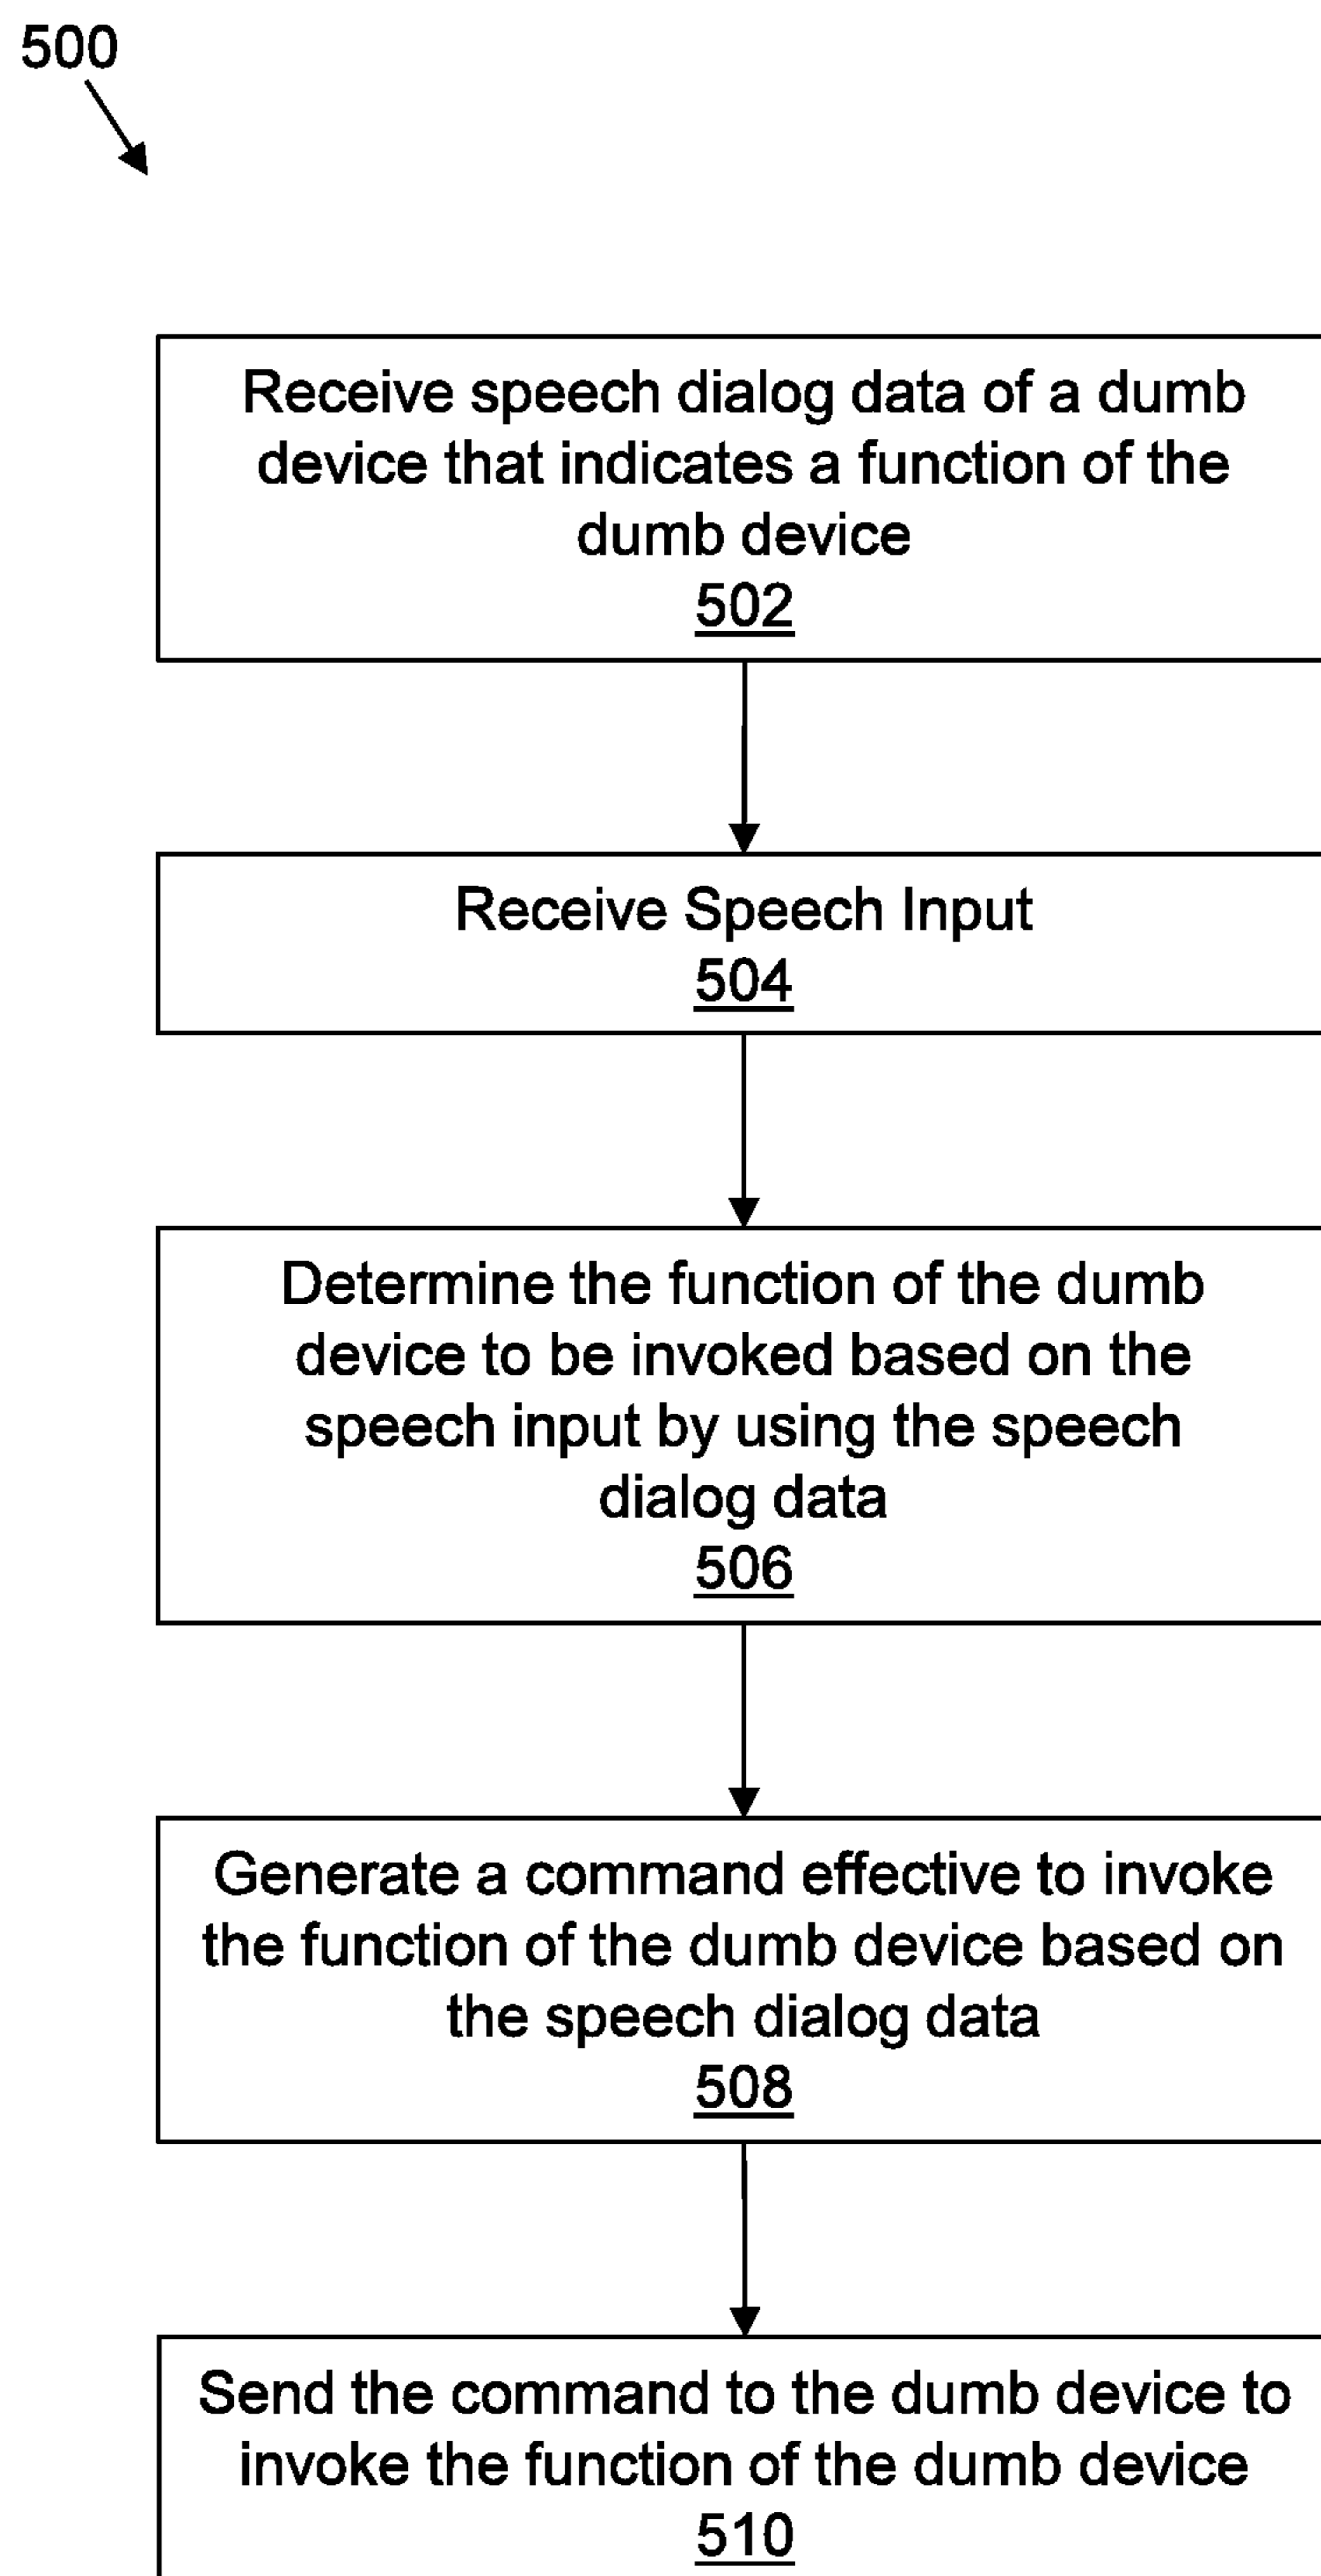 500
Receive speech dialog data of a dumb
device that indicates a function of the
dumb device
502
Receive Speech Input
504
Determine the function of the dumb
device to be invoked based on the
speech input by using the speech
dialog data
506
Generate a command effective to invoke
the function of the dumb device based on
the speech dialog data
508
Send the command to the dumb device to
invoke the function of the dumb device
510